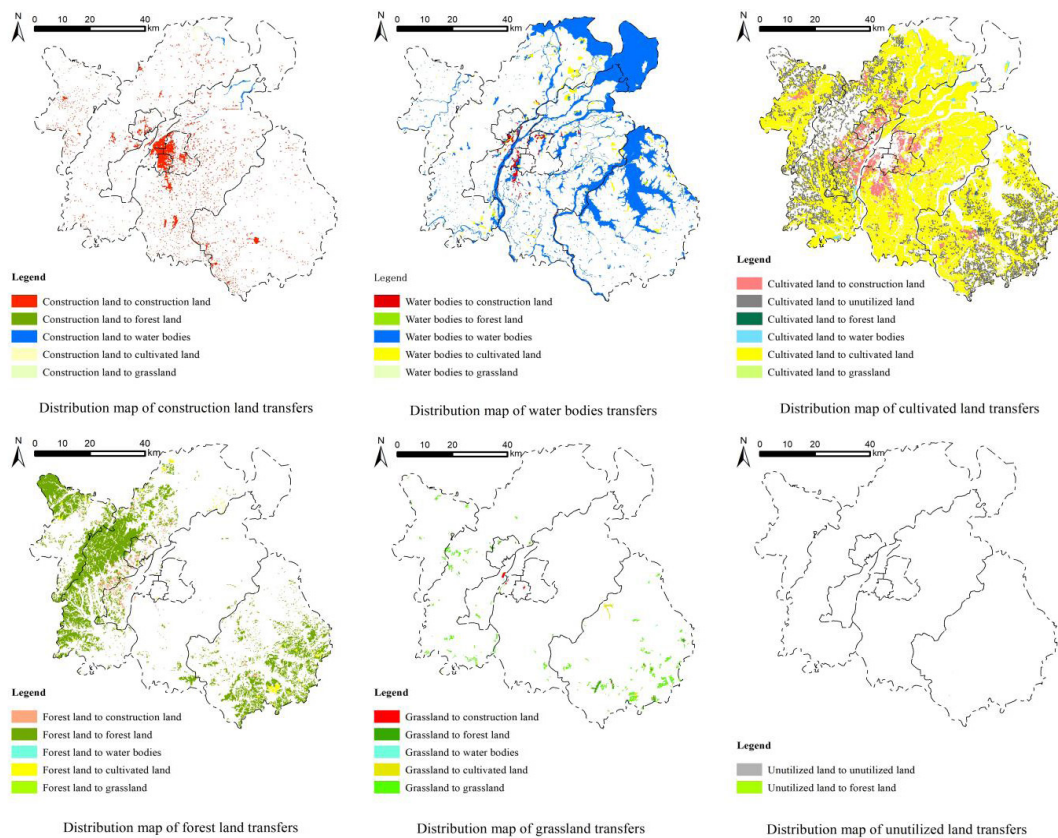 N
0 20 40
km
Legend
Construction land to construction land
Construction land to forest land
Construction land to water bodies
Construction land to cultivated land
Construction land to grassland
Distribution map of construction land transfers
N
0 20 40
km
Legend
Water bodies to construction land
Water bodies to forest land
Water bodies to water bodies
Water bodies to cultivated land
Water bodies to grassland
Distribution map of water bodies transfers
N
0 10 20 40
km
Legend
Cultivated land to construction land
Cultivated land to unutilized land
Cultivated land to forest land
Cultivated land to water bodies
Cultivated land to cultivated land
Cultivated land to grassland
Distribution map of cultivated land transfers
N
0 10 20 40
km
Legend
Forest land to construction land
Forest land to forest land
Forest land to water bodies
Forest land to cultivated land
Forest land to grassland
Distribution map of forest land transfers
N
0 10 20 40
km
Legend
Grassland to construction land
Grassland to forest land
Grassland to water bodies
Grassland to cultivated land
Grassland to grassland
Distribution map of grassland transfers
N
0 10 20 40
km
Legend
Unutilized land to unutilized land
Unutilized land to forest land
Distribution map of unutilized land transfers